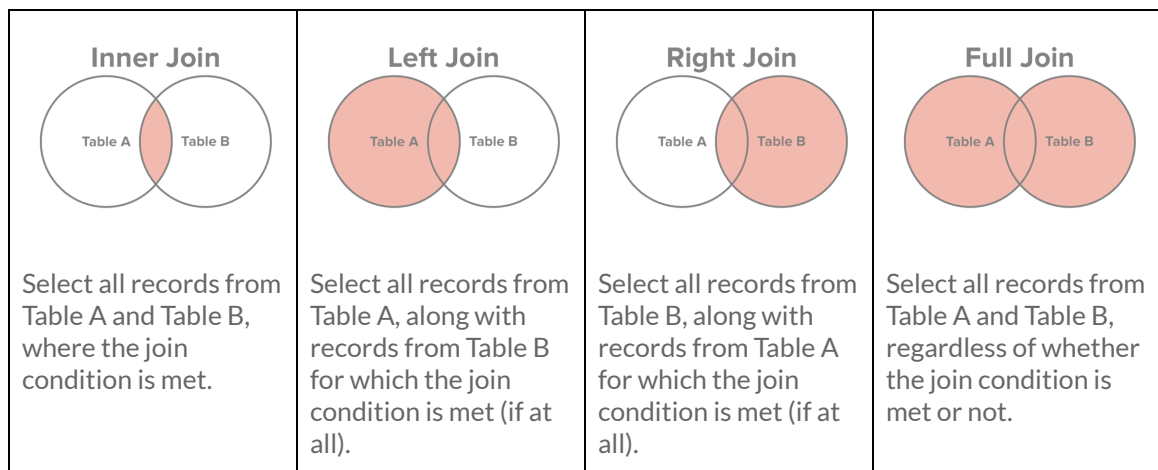 Inner Join
Table A
Table B
Select all records from
Table A and Table B,
where the join
condition is met.
Left Join
Table A
Table B
Select all records from
Table A, along with
records from Table B
for which the join
condition is met (if at
all).
Right Join
Table A
Table B
Select all records from
Table B, along with
records from Table A
for which the join
condition is met (if at
all).
Full Join
Table A
Table B
Select all records from
Table A and Table B,
regardless of whether
the join condition is
met or not.